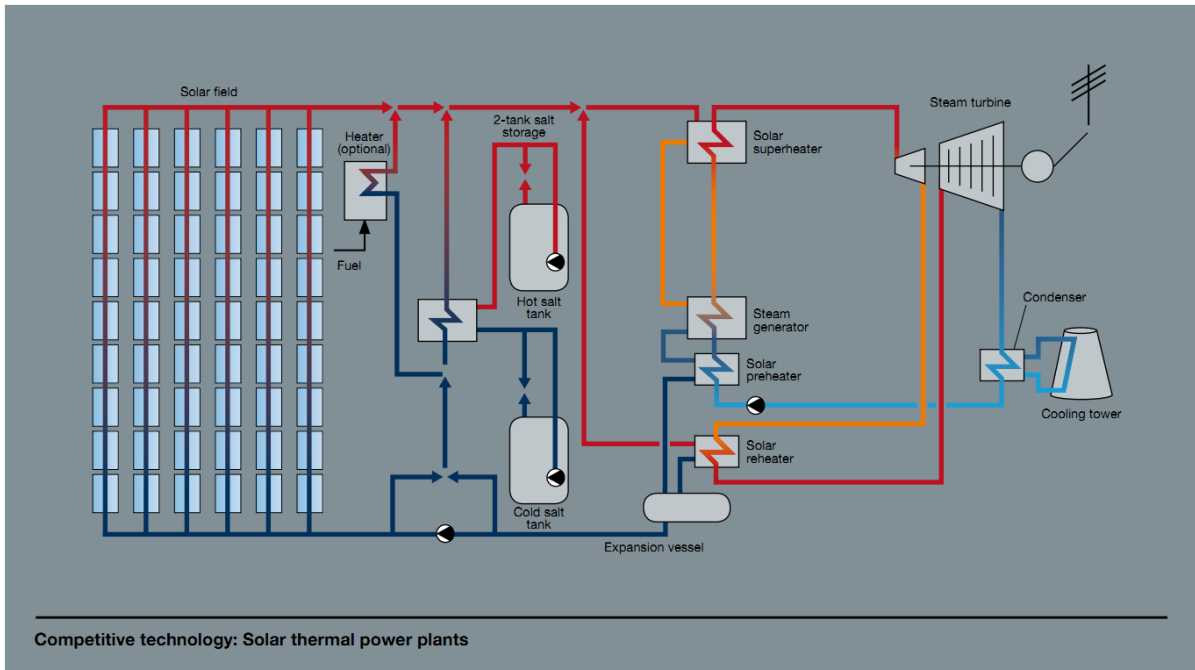 Solar field
Steam turbine
2-tank salt
storage
Heater
(optional)
Solar
superheater
Fuel
Hot salt
tank
Condenser
Steam
generator
Solar
preheater
Cooling tower
Solar
reheater
Cold salt
tank
Expansion vessel
Competitive technology: Solar thermal power plants